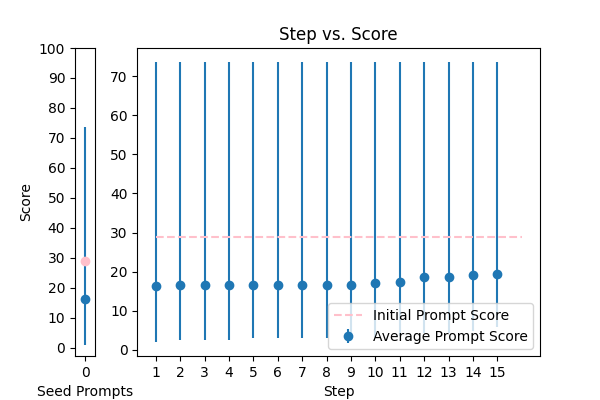 Step vs. Score
Score
100
90
80
70
60
50
40
30
20
10
0
0
Seed Prompts
70
60
50
40
30
20
10
0
1 2 3 4 5 6 7 8 9 10 11 12 13 14 15
Step
Initial Prompt Score
Average Prompt Score